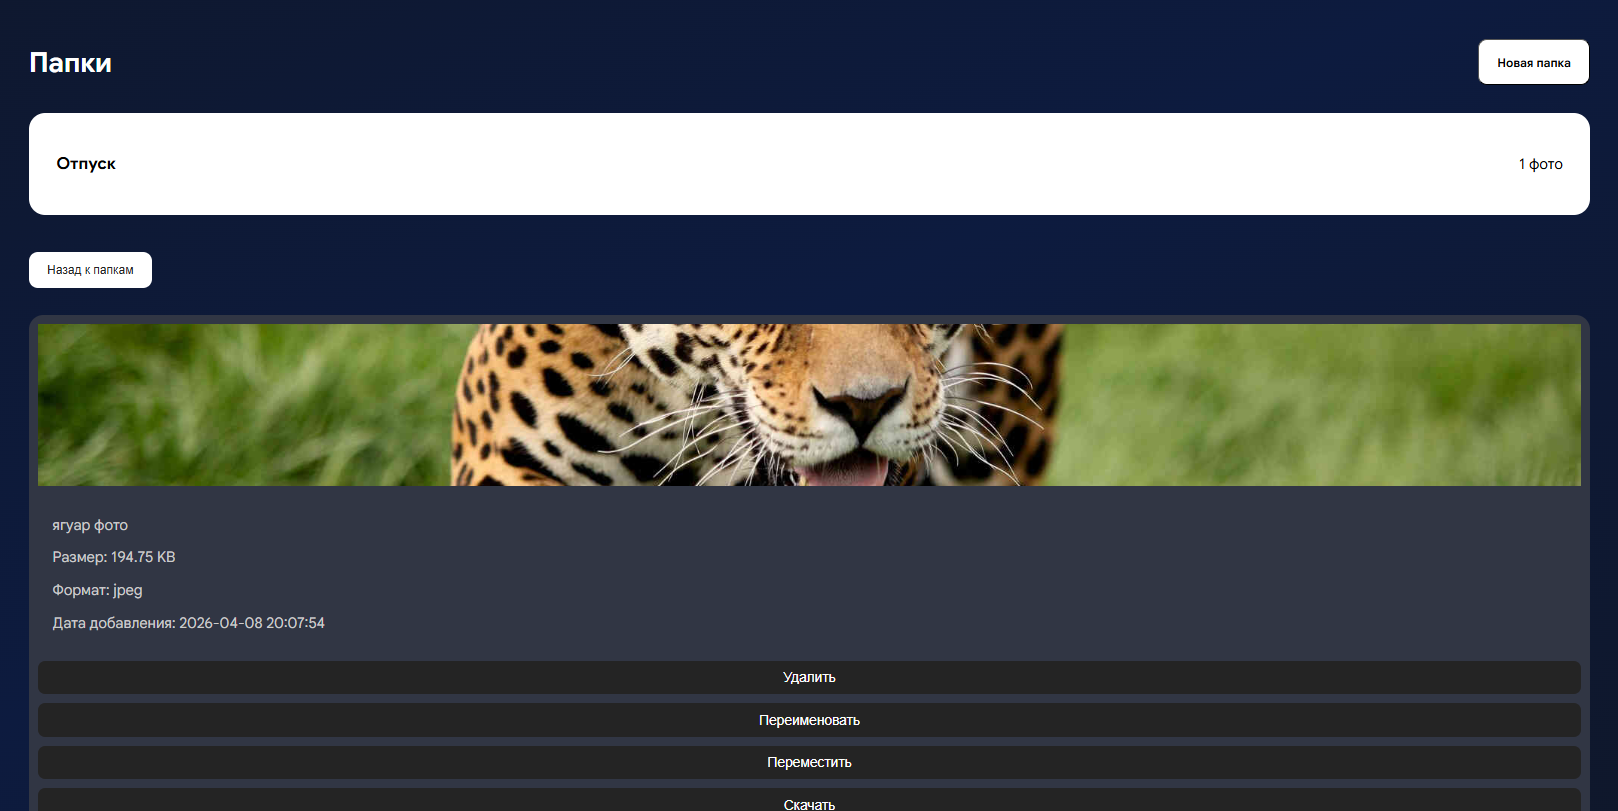 Папки
Новая папка
Отпуск
1 фото
Назад к папкам
ягуар фото
Размер: 194.75 KB
Формат: jpeg
Дата добавления: 2026-04-08 20:07:54
Удалить
Переименовать
Переместить
Скачать